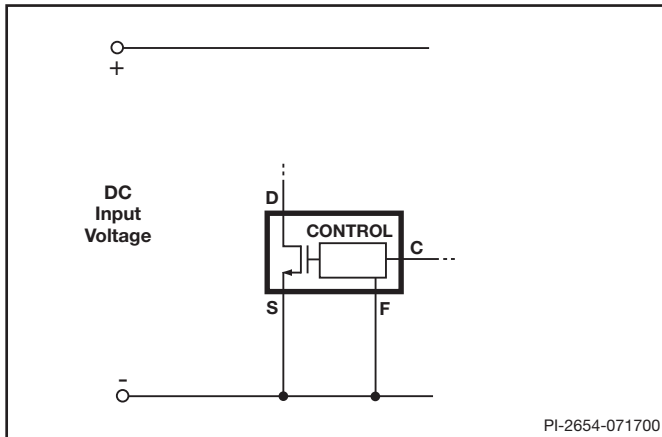 +
DC
Input
Voltage
D
CONTROL
C
S
F
-
PI-2654-071700